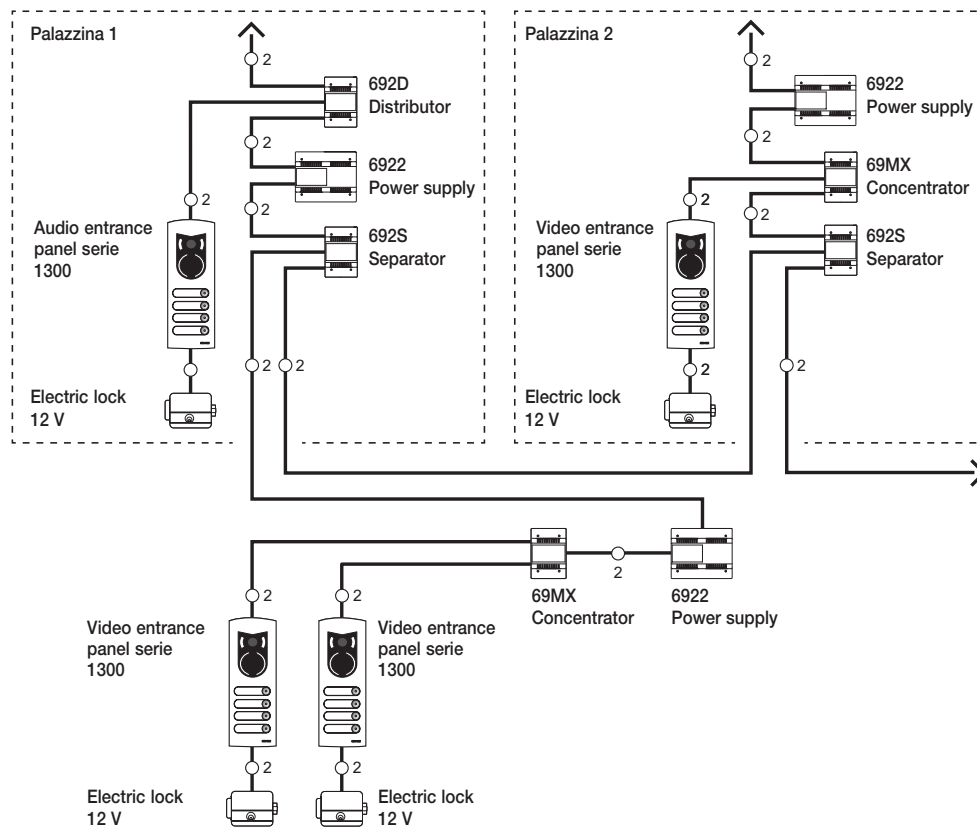 Palazzina 1
2
692D
Distributor
2
6922
Power supply
2
Audio entrance
panel serie
1300
2
692S
Separator
2
2
Electric lock
12 V
Palazzina 2
2
6922
Power supply
2
69MX
Concentrator
2
Video entrance
panel serie
1300
2
692S
Separator
2
2
Electric lock
12 V
2
69MX
Concentrator
6922
Power supply
2
Video entrance
panel serie
1300
2
Video entrance
panel serie
1300
2
Electric lock
12 V
2
Electric lock
12 V